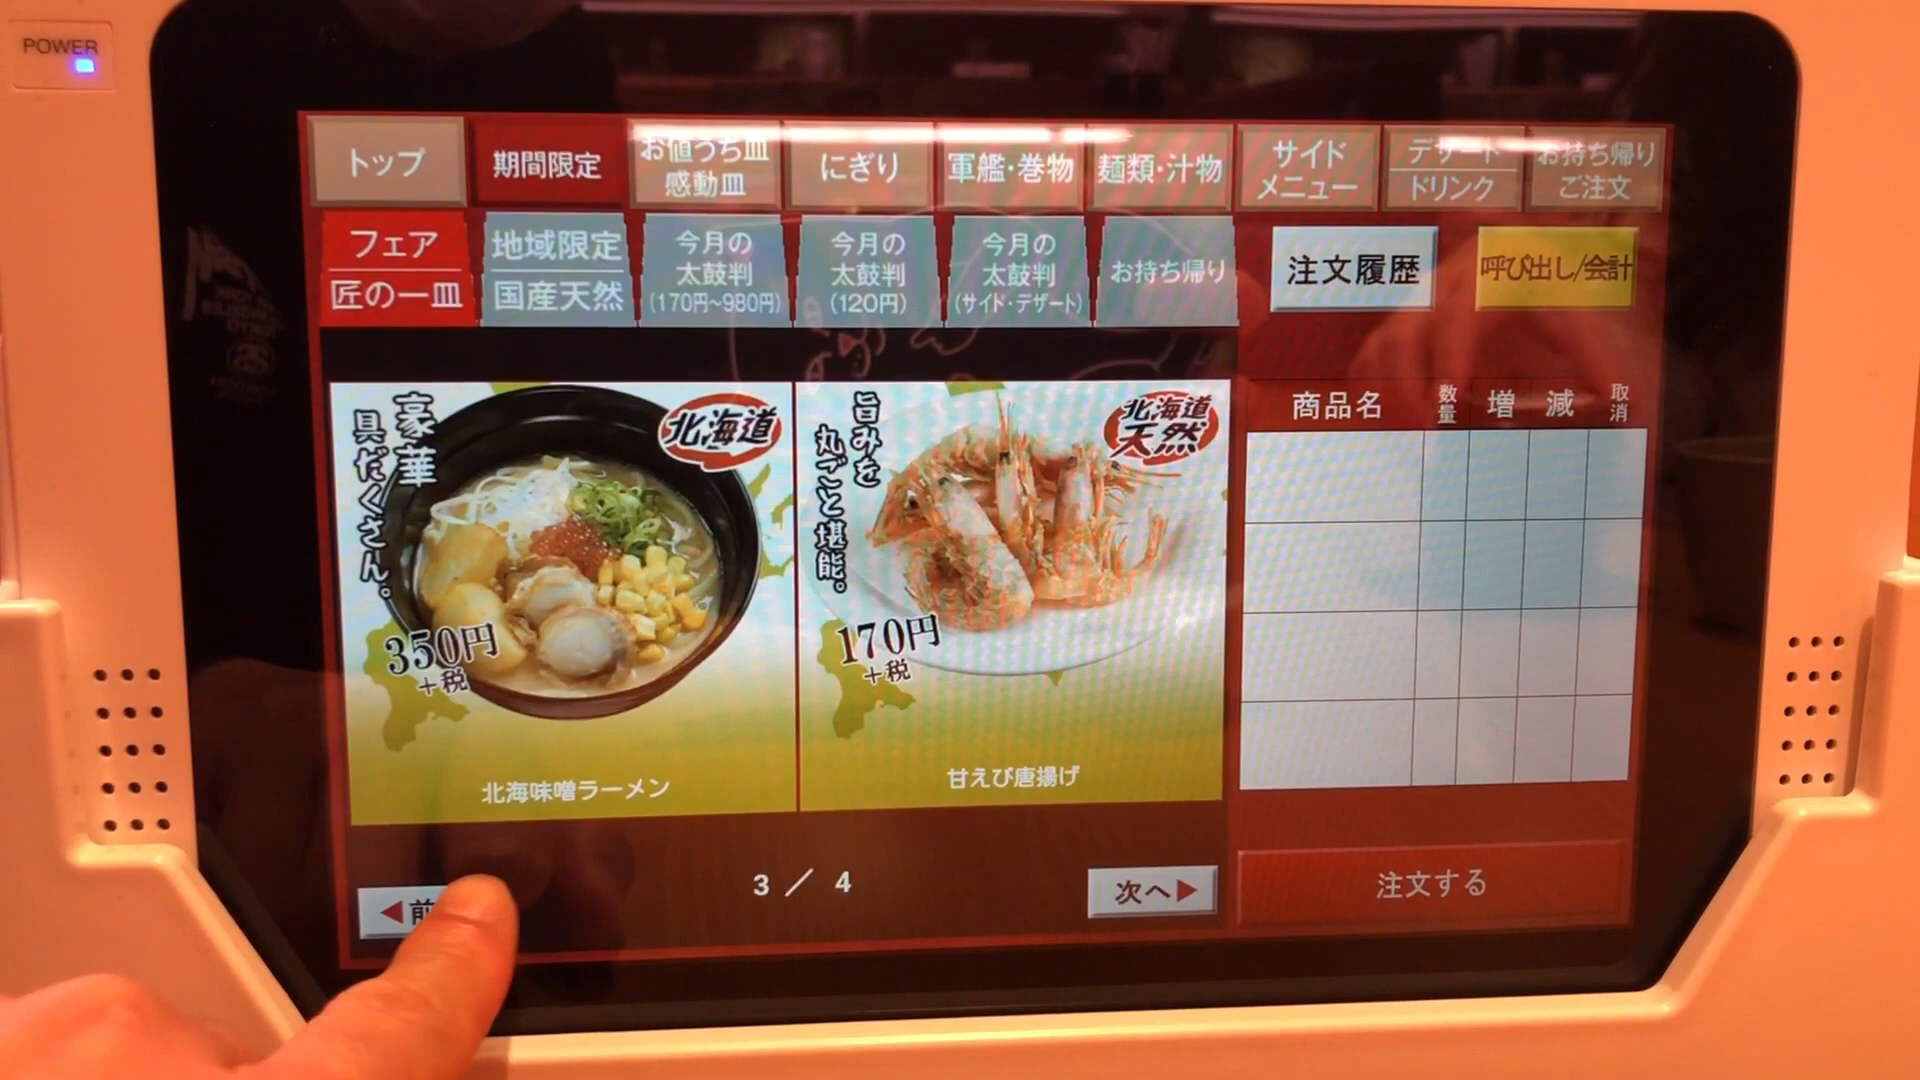 POWER
トップ
期間限定
お値うち皿
感動皿
にぎり
軍艦・巻物
麺類・汁物
サイド
メニュー
デザート
ドリンク
お持ち帰り
ご注文
フェア
匠の一皿
地域限定
国産天然
今月の
太鼓判
(170円~980円)
今月の
太鼓判
(120円)
今月の
太鼓判
(サイド・デザート)
お持ち帰り
注文履歴
呼び出し/会計
豪華
具だくさん。
北海道
350円
+税
北海味噌ラーメン
旨みを
丸ごと堪能。
北海道
天然
170円
+税
甘えび唐揚げ
商品名
数量
増
減
取消
◀前
3 / 4
次へ▶
注文する